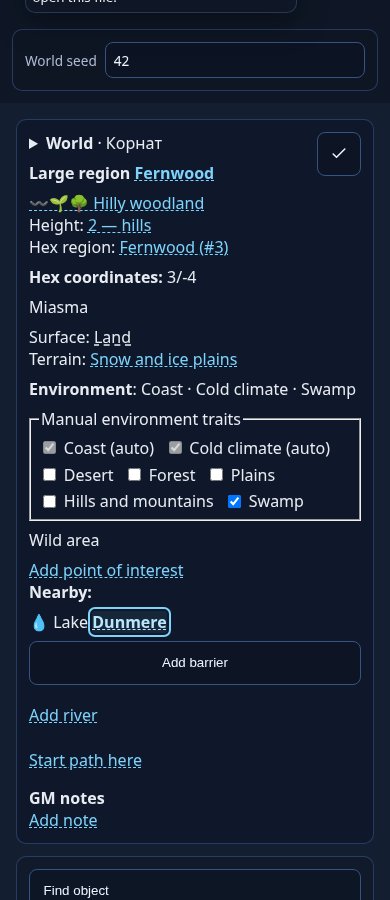 open this file.
World seed 42
World · Корнат
Large region Fernwood
Hilly woodland
Height: 2 — hills
Hex region: Fernwood (#3)
Hex coordinates: 3/-4
Miasma
Surface: Land
Terrain: Snow and ice plains
Environment: Coast · Cold climate · Swamp
Manual environment traits
Coast (auto) Cold climate (auto)
Desert Forest Plains
Hills and mountains Swamp
Wild area
Add point of interest
Nearby:
Lake Dunmere
Add barrier
Add river
Start path here
GM notes
Add note
Find object